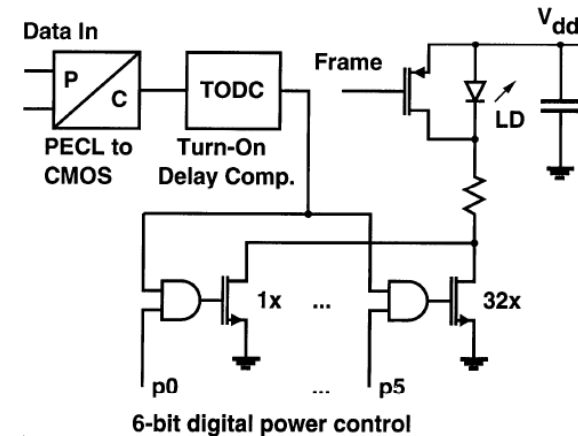 Data In
P
C
PECL to
CMOS
TODC
Turn-On
Delay Comp.
Frame
Vdd
LD
1x
...
32x
p0
...
p5
6-bit digital power control